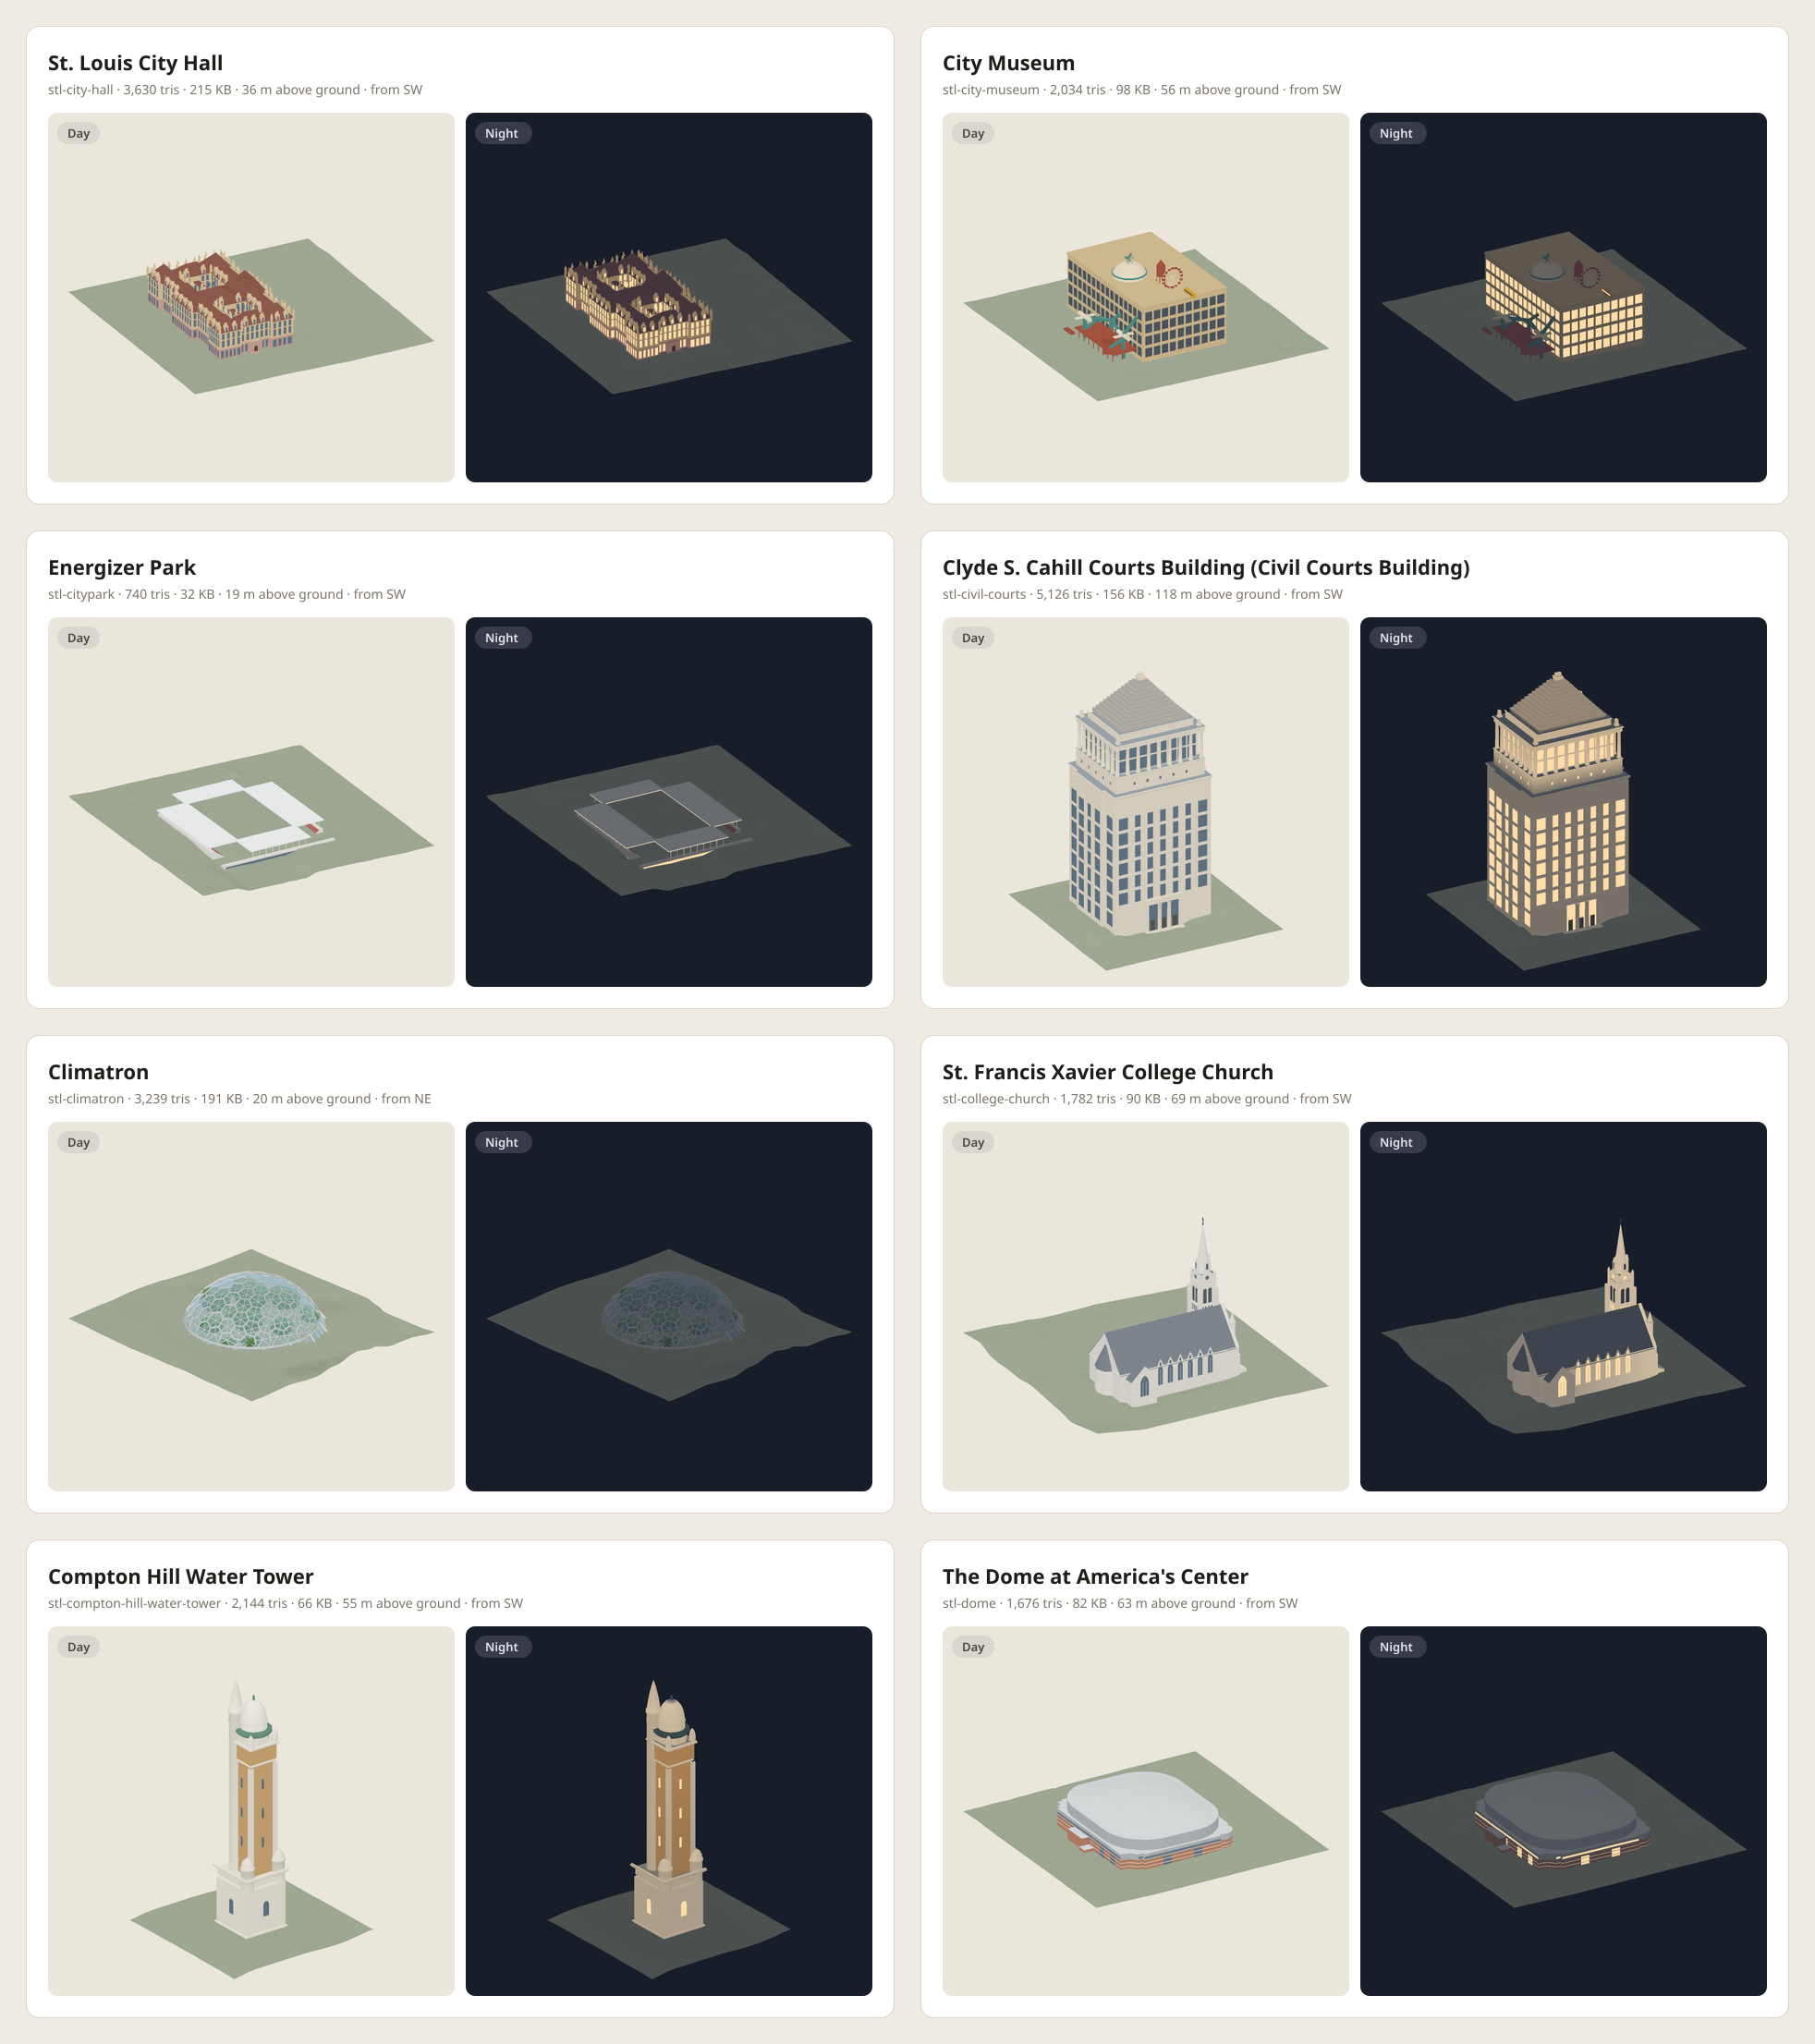 St. Louis City Hall
stl-city-hall · 3,630 tris · 215 KB · 36 m above ground · from SW
Day
Night
City Museum
stl-city-museum · 2,034 tris · 98 KB · 56 m above ground · from SW
Day
Night
Energizer Park
stl-citypark · 740 tris · 32 KB · 19 m above ground · from SW
Day
Night
Clyde S. Cahill Courts Building (Civil Courts Building)
stl-civil-courts · 5,126 tris · 156 KB · 118 m above ground · from SW
Day
Night
Climatron
stl-climatron · 3,239 tris · 191 KB · 20 m above ground · from NE
Day
Night
St. Francis Xavier College Church
stl-college-church · 1,782 tris · 90 KB · 69 m above ground · from SW
Day
Night
Compton Hill Water Tower
stl-compton-hill-water-tower · 2,144 tris · 66 KB · 55 m above ground · from SW
Day
Night
The Dome at America's Center
stl-dome · 1,676 tris · 82 KB · 63 m above ground · from SW
Day
Night